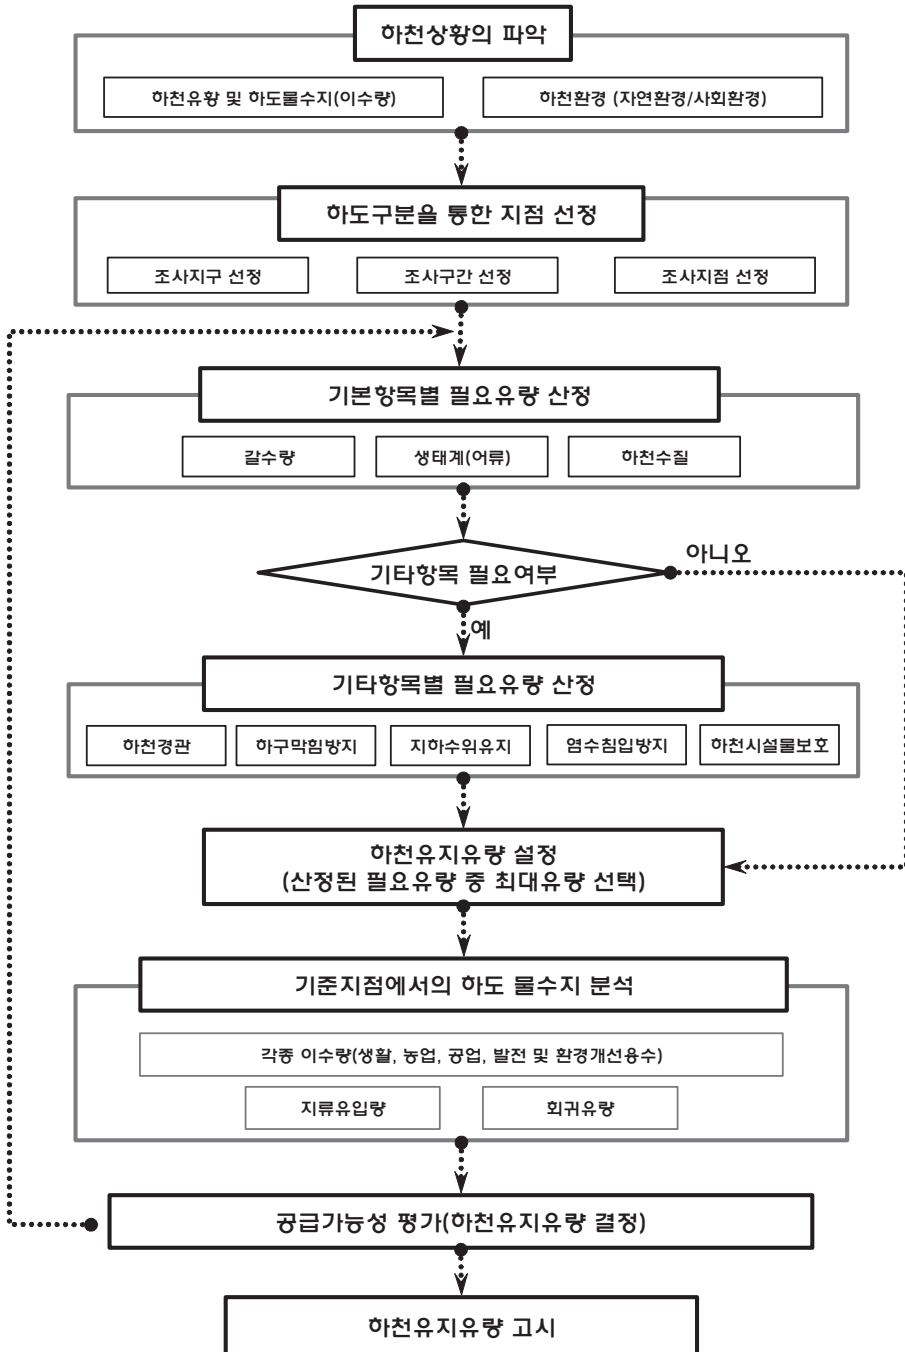 하천상황의 파악
하천유황 및 하도물수지(이수량)
하천환경 (자연환경/사회환경)
하도구분을 통한 지점 선정
조사지구 선정
조사구간 선정
조사지점 선정
기본항목별 필요유량 산정
갈수량
생태계(어류)
하천수질
기타항목 필요여부
아니오
예
기타항목별 필요유량 산정
하천경관
하구막힘방지
지하수위유지
염수침입방지
하천시설물보호
하천유지유량 설정
(산정된 필요유량 중 최대유량 선택)
기준지점에서의 하도 물수지 분석
각종 이수량(생활, 농업, 공업, 발전 및 환경개선용수)
지류유입량
회귀유량
공급가능성 평가(하천유지유량 결정)
하천유지유량 고시